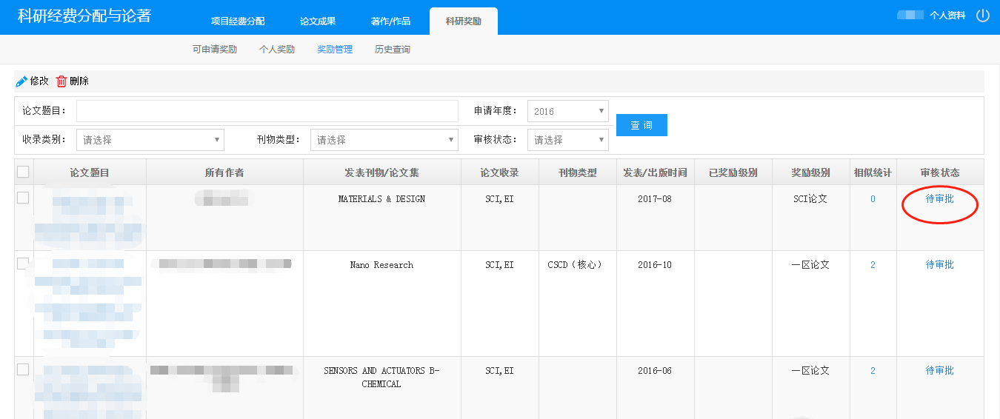 科研经费分配与论著
项目经费分配 论文成果 著作/作品 科研奖励
个人资料
可申请奖励 个人奖励 奖励管理 历史查询
修改 删除
论文题目： 申请年度： 2016
查 询
收录类别： 请选择 刊物类型： 请选择 审核状态： 请选择
论文题目 所有作者 发表刊物/论文集 论文收录 刊物类型 发表/出版时间 已奖励级别 奖励级别 相似统计 审核状态
MATERIALS & DESIGN SCI,EI 2017-08 SCI论文 0 待审批
Nano Research SCI,EI CSCD（核心） 2016-10 一区论文 2 待审批
SENSORS AND ACTUATORS B-
CHEMICAL
SCI,EI 2016-06 一区论文 2 待审批